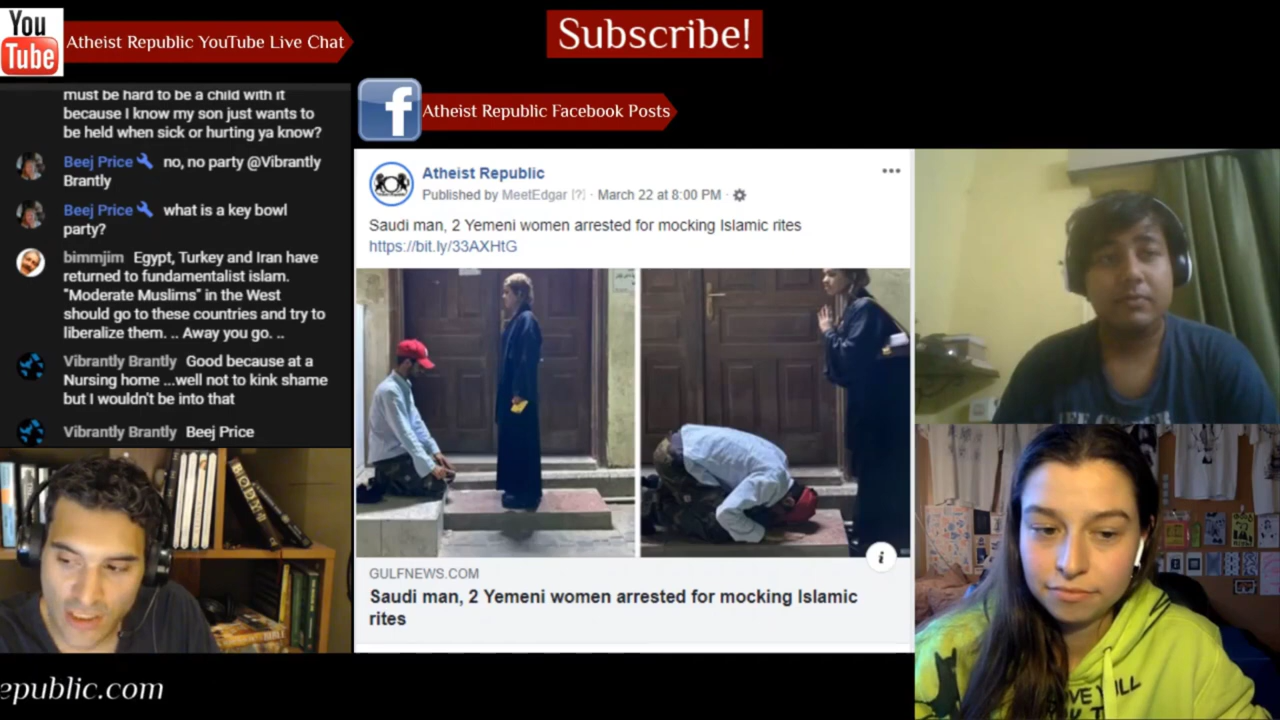 You
Tube
Atheist Republic YouTube Live Chat
Subscribe!
must be hard to be a child with it
because I know my son just wants to
be held when sick or hurting ya know?
Beej Price no, no party @Vibrantly
Brantly
Beej Price what is a key bowl
party?
bimmjim Egypt, Turkey and Iran have
returned to fundamentalist islam.
"Moderate Muslims" in the West
should go to these countries and try to
liberalize them. .. Away you go. ..
Vibrantly Brantly Good because at a
Nursing home ...well not to kink shame
but I wouldn't be into that
Vibrantly Brantly Beej Price
f
Atheist Republic Facebook Posts
Atheist Republic
Published by MeetEdgar [?] · March 22 at 8:00 PM ·
Saudi man, 2 Yemeni women arrested for mocking Islamic rites
https://bit.ly/33AXHtG
i
GULFNEWS.COM
Saudi man, 2 Yemeni women arrested for mocking Islamic
rites
epublic.com